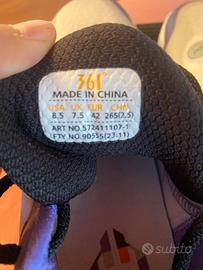 361°
MADE IN CHINA
USA UK EUR CHN
8.5 7.5 42 265(2.5)
ART NO.572411107-1
FTY NO.90555(23-11)
subito